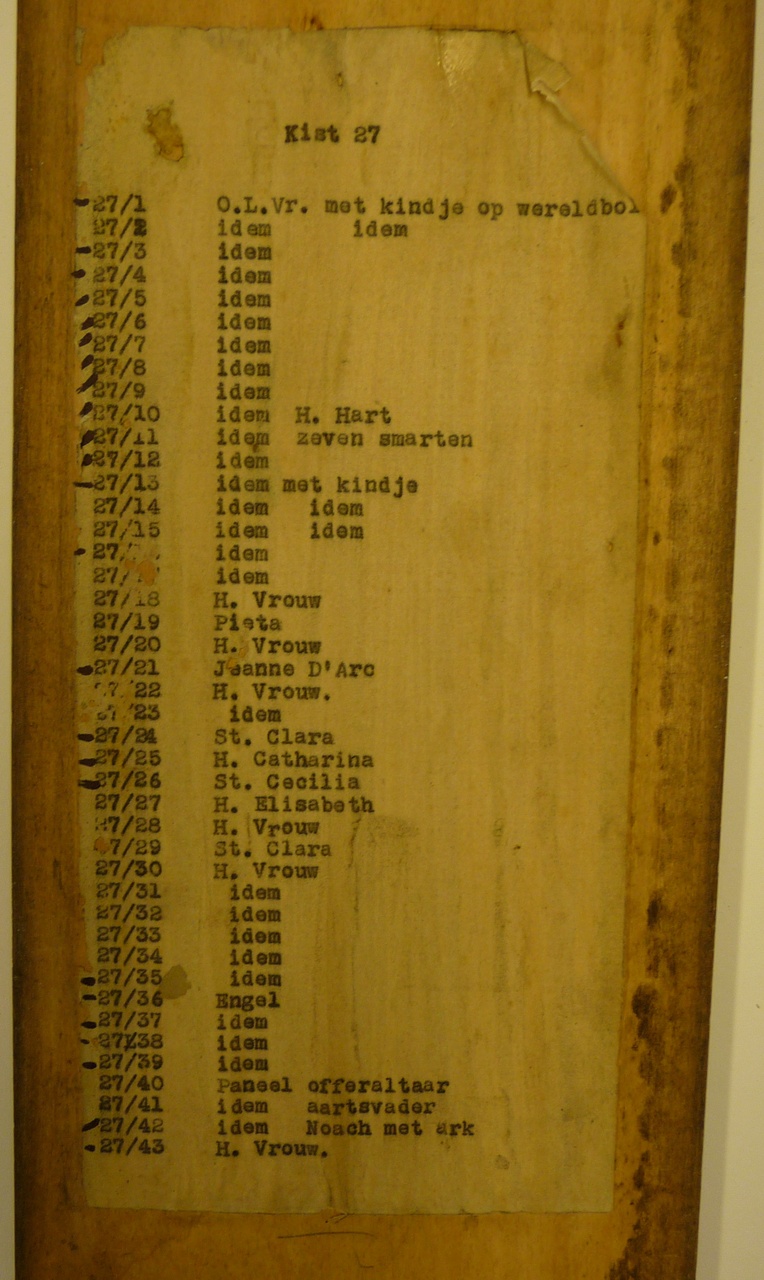 Kist 27
27/1 O.L.Vr. met kindje op wereldbol
27/2 idem idem
27/3 idem
27/4 idem
27/5 idem
27/6 idem
27/7 idem
27/8 idem
27/9 idem
27/10 idem H. Hart
27/11 idem zeven smarten
27/12 idem
27/13 idem met kindje
27/14 idem idem
27/15 idem idem
idem
idem
27/18 H. Vrouw
27/19 Pieta
27/20 H. Vrouw
27/21 Jeanne D'Arc
27/22 H. Vrouw.
27/23 idem
27/24 St. Clara
27/25 H. Catharina
27/26 St. Cecilia
27/27 H. Elisabeth
27/28 H. Vrouw
27/29 St. Clara
27/30 H. Vrouw
27/31 idem
27/32 idem
27/33 idem
27/34 idem
27/35 idem
27/36 Engel
27/37 idem
27/38 idem
27/39 idem
27/40 Paneel offeraltaar
27/41 idem aartsvader
27/42 idem Noach met ark
27/43 H. Vrouw.